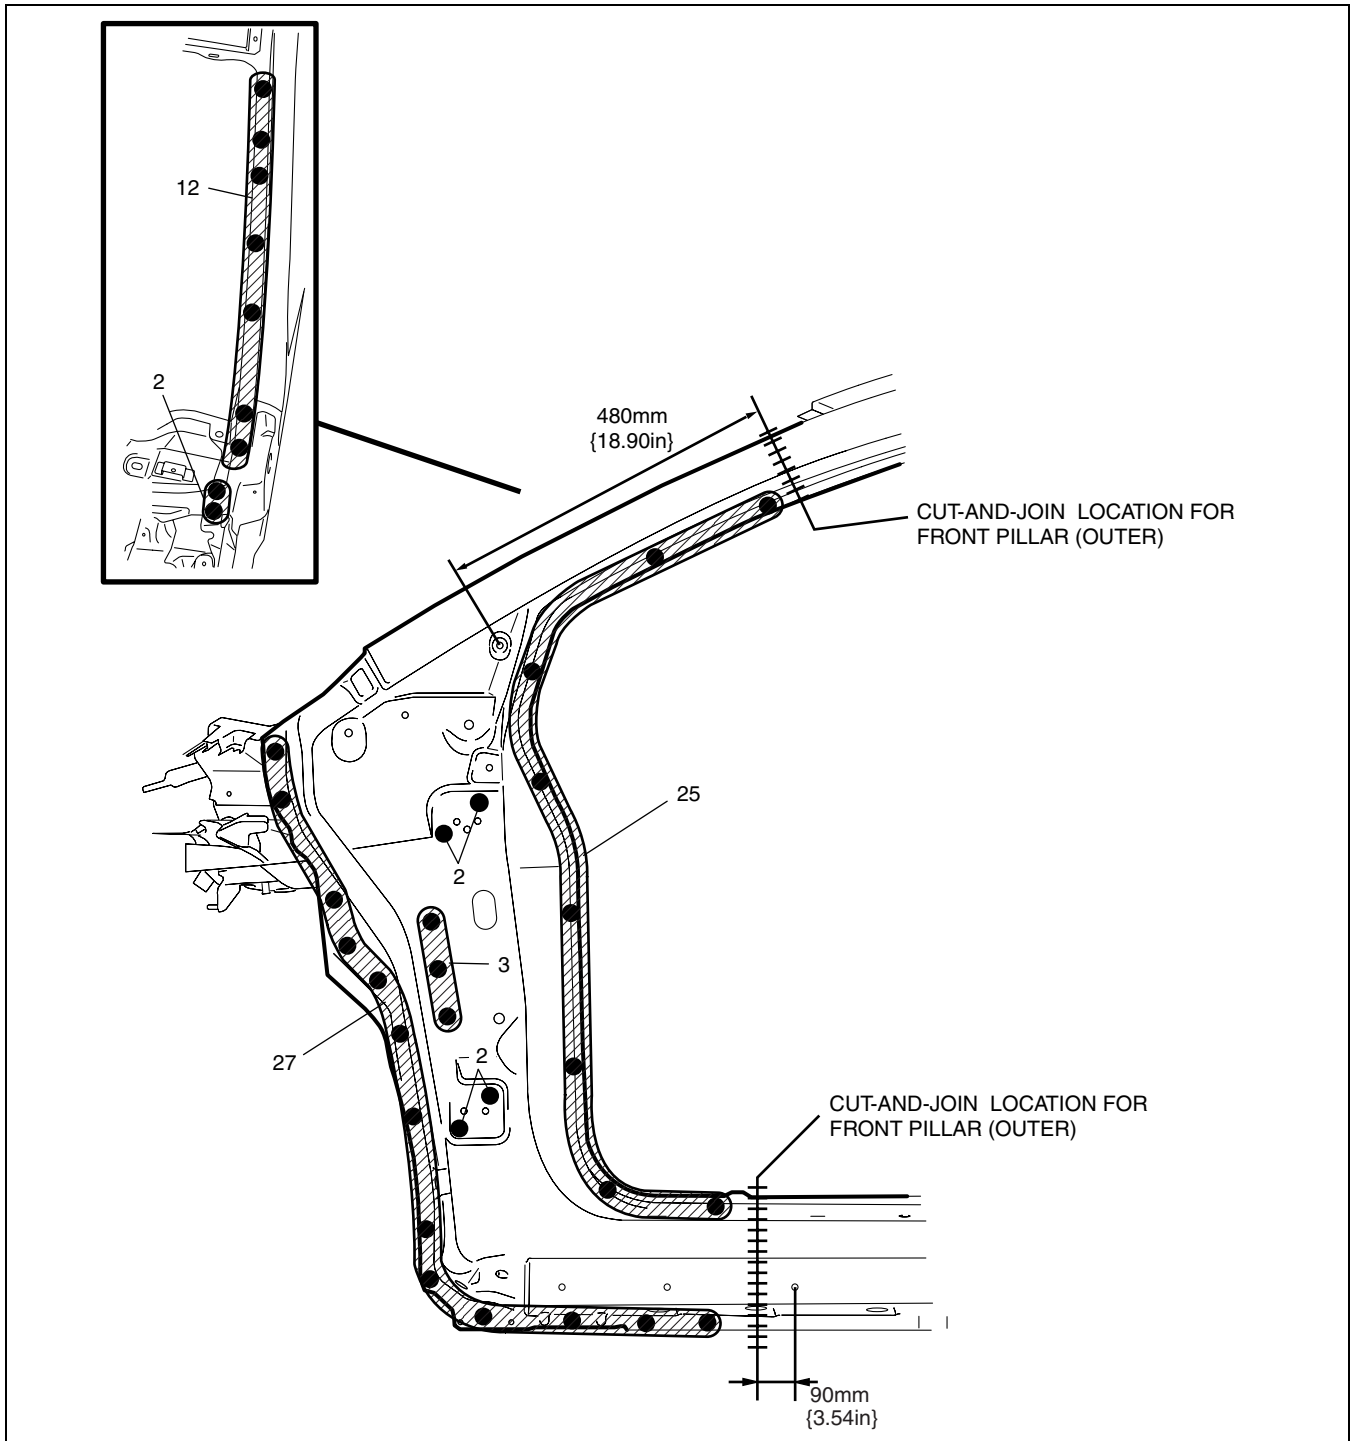 12
2
480mm
{18.90in}
CUT-AND-JOIN LOCATION FOR
FRONT PILLAR (OUTER)
25
2
3
27
2
CUT-AND-JOIN LOCATION FOR
FRONT PILLAR (OUTER)
90mm
{3.54in}